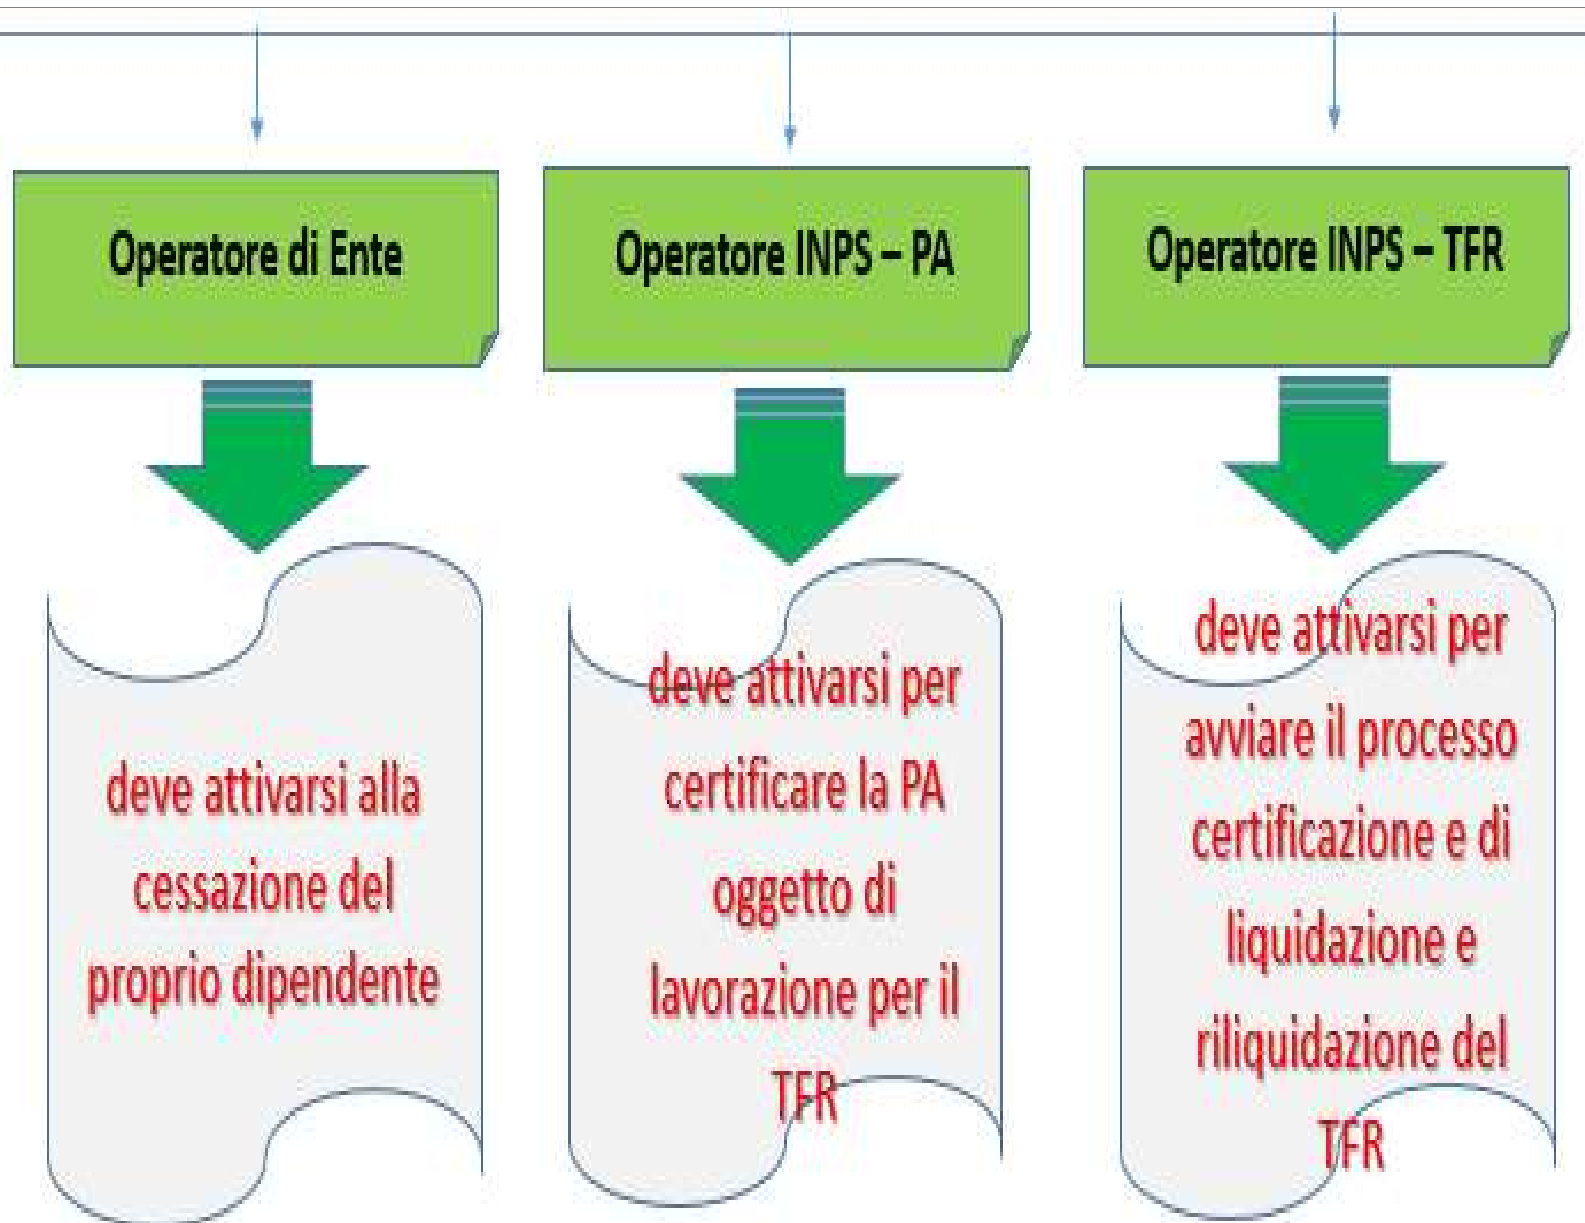 Operatore di Ente
Operatore INPS – PA
Operatore INPS – TFR
deve attivarsi alla
cessazione del
proprio dipendente
deve attivarsi per
certificare la PA
oggetto di
lavorazione per il
TFR
deve attivarsi per
avviare il processo
certificazione e di
liquidazione e
riliquidazione del
TFR